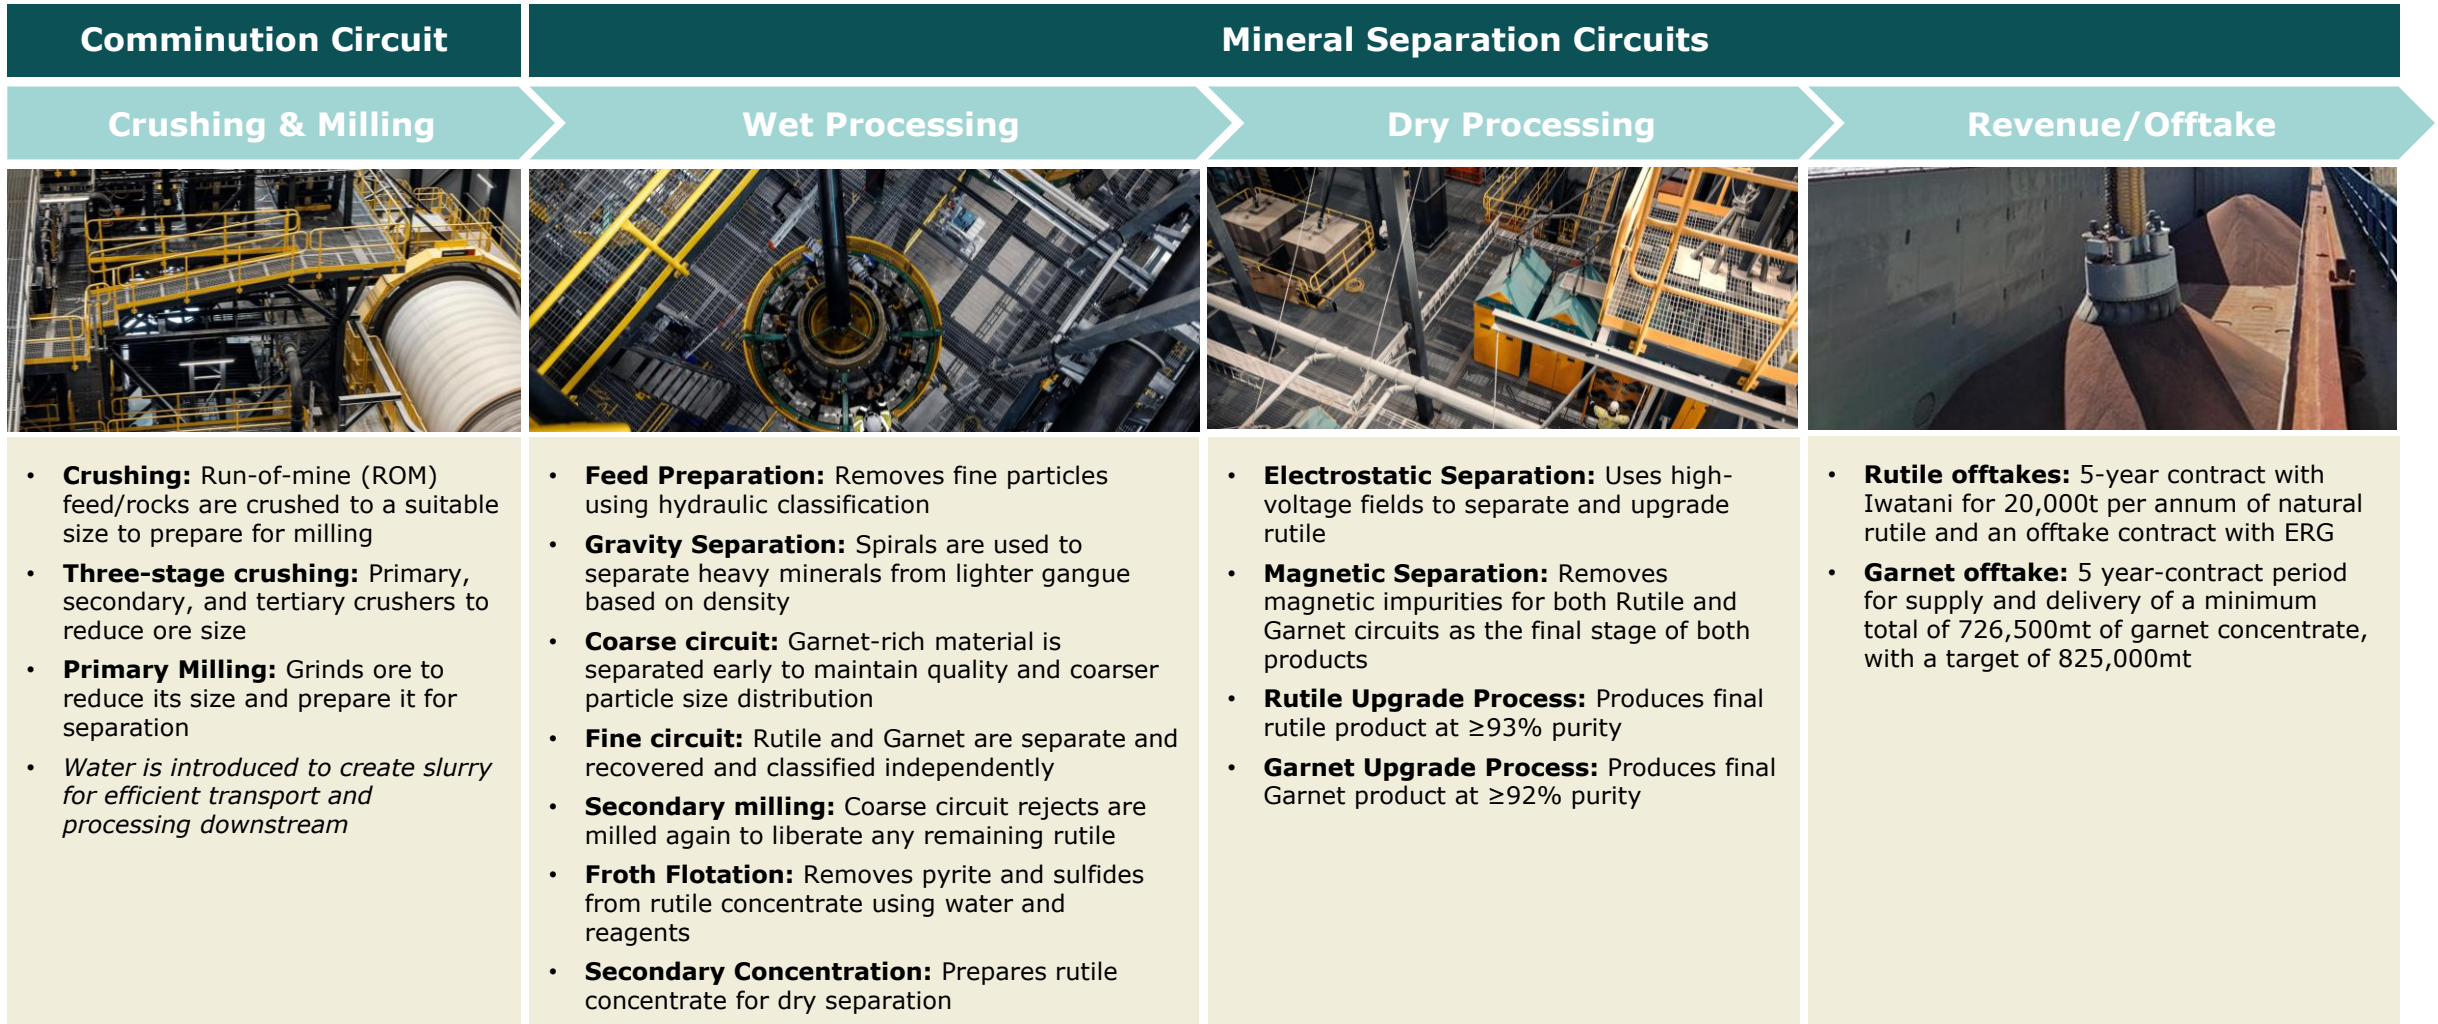 Comminution Circuit
Mineral Separation Circuits
Crushing & Milling
Wet Processing
Dry Processing
Revenue/Offtake
• Crushing: Run-of-mine (ROM)
feed/rocks are crushed to a suitable
size to prepare for milling
• Three-stage crushing: Primary,
secondary, and tertiary crushers to
reduce ore size
• Primary Milling: Grinds ore to
reduce its size and prepare it for
separation
• Water is introduced to create slurry
for efficient transport and
processing downstream
• Feed Preparation: Removes fine particles
using hydraulic classification
• Gravity Separation: Spirals are used to
separate heavy minerals from lighter gangue
based on density
• Coarse circuit: Garnet-rich material is
separated early to maintain quality and coarser
particle size distribution
• Fine circuit: Rutile and Garnet are separate and
recovered and classified independently
• Secondary milling: Coarse circuit rejects are
milled again to liberate any remaining rutile
• Froth Flotation: Removes pyrite and sulfides
from rutile concentrate using water and
reagents
• Secondary Concentration: Prepares rutile
concentrate for dry separation
• Electrostatic Separation: Uses high-
voltage fields to separate and upgrade
rutile
• Magnetic Separation: Removes
magnetic impurities for both Rutile and
Garnet circuits as the final stage of both
products
• Rutile Upgrade Process: Produces final
rutile product at ≥93% purity
• Garnet Upgrade Process: Produces final
Garnet product at ≥92% purity
• Rutile offtakes: 5-year contract with
Iwatani for 20,000t per annum of natural
rutile and an offtake contract with ERG
• Garnet offtake: 5 year-contract period
for supply and delivery of a minimum
total of 726,500mt of garnet concentrate,
with a target of 825,000mt